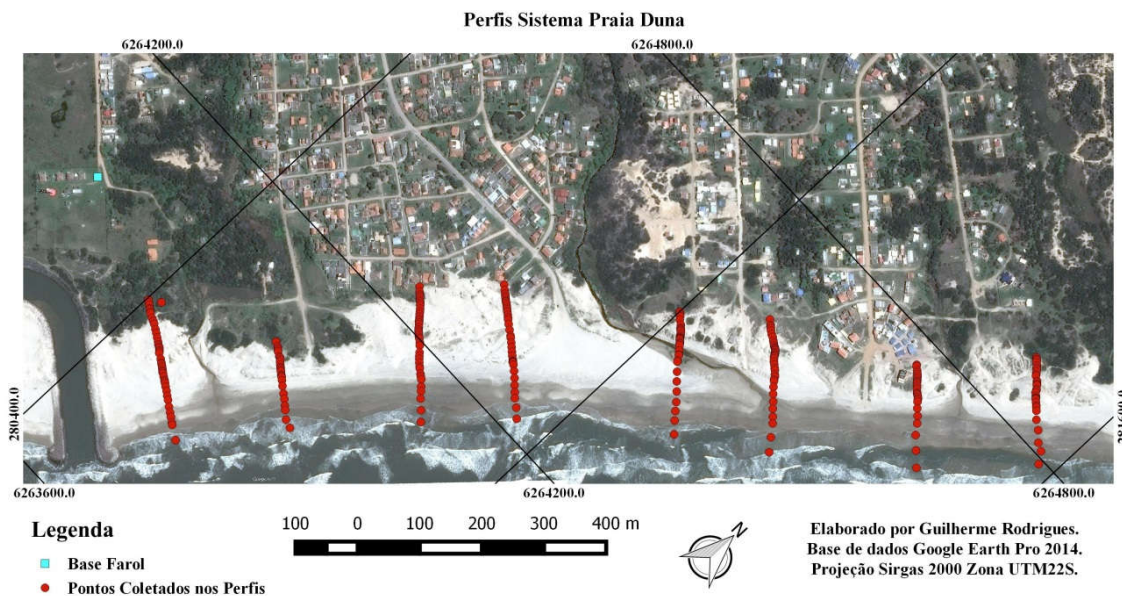 Perfis Sistema Praia Duna
6264200.0 6264800.0
280400.0 281600.0
6263600.0 6264200.0 6264800.0
Legenda
Base Farol
Pontos Coletados nos Perfis
100 0 100 200 300 400 m
N
Elaborado por Guilherme Rodrigues.
Base de dados Google Earth Pro 2014.
Projeção Sirgas 2000 Zona UTM22S.